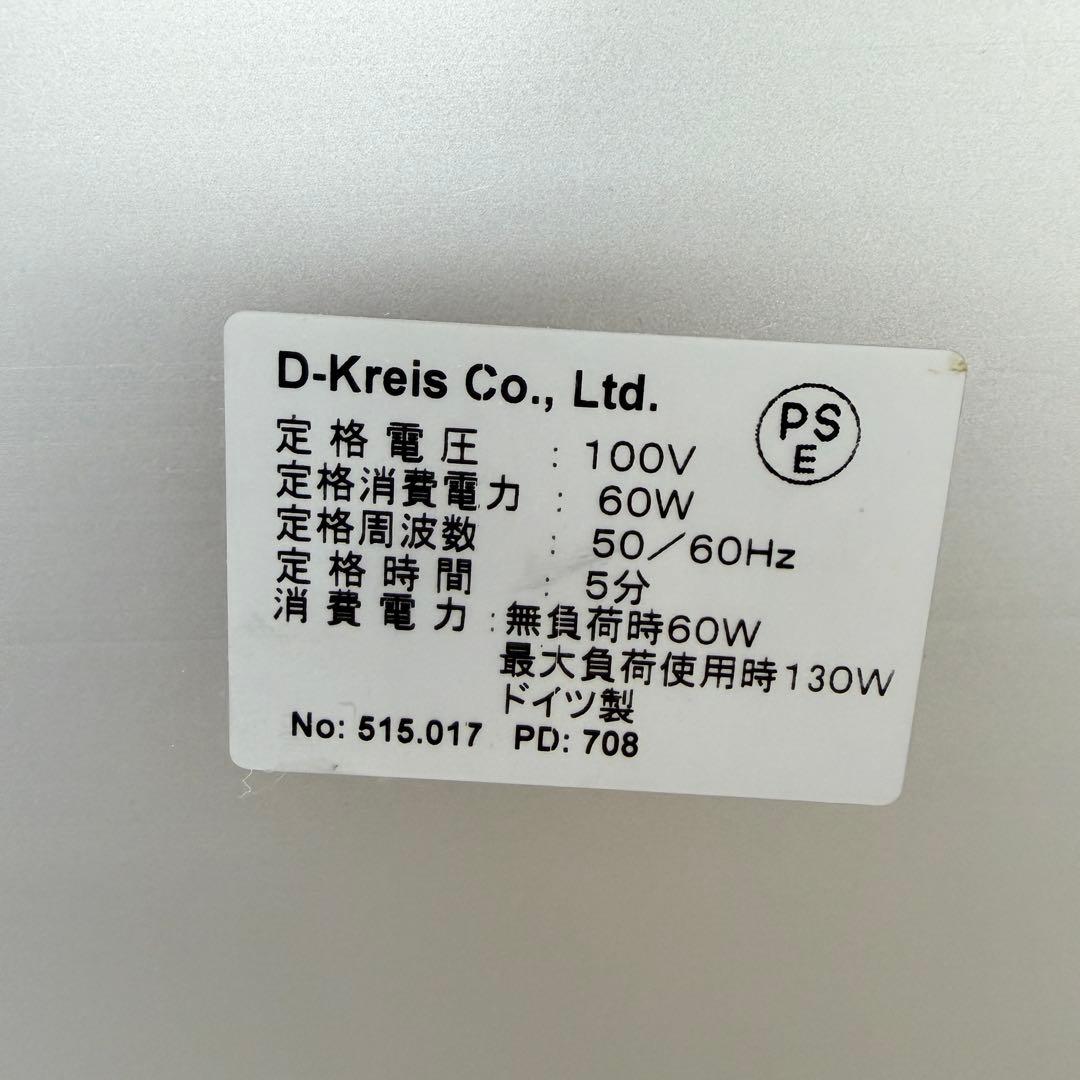 D-Kreis Co., Ltd.
PS
E
定格電圧 : 100V
定格消費電力 : 60W
定格周波数 : 50／60Hz
定格時間 : 5分
消費電力 : 無負荷時60W
最大負荷使用時130W
ドイツ製
No: 515.017 PD: 708